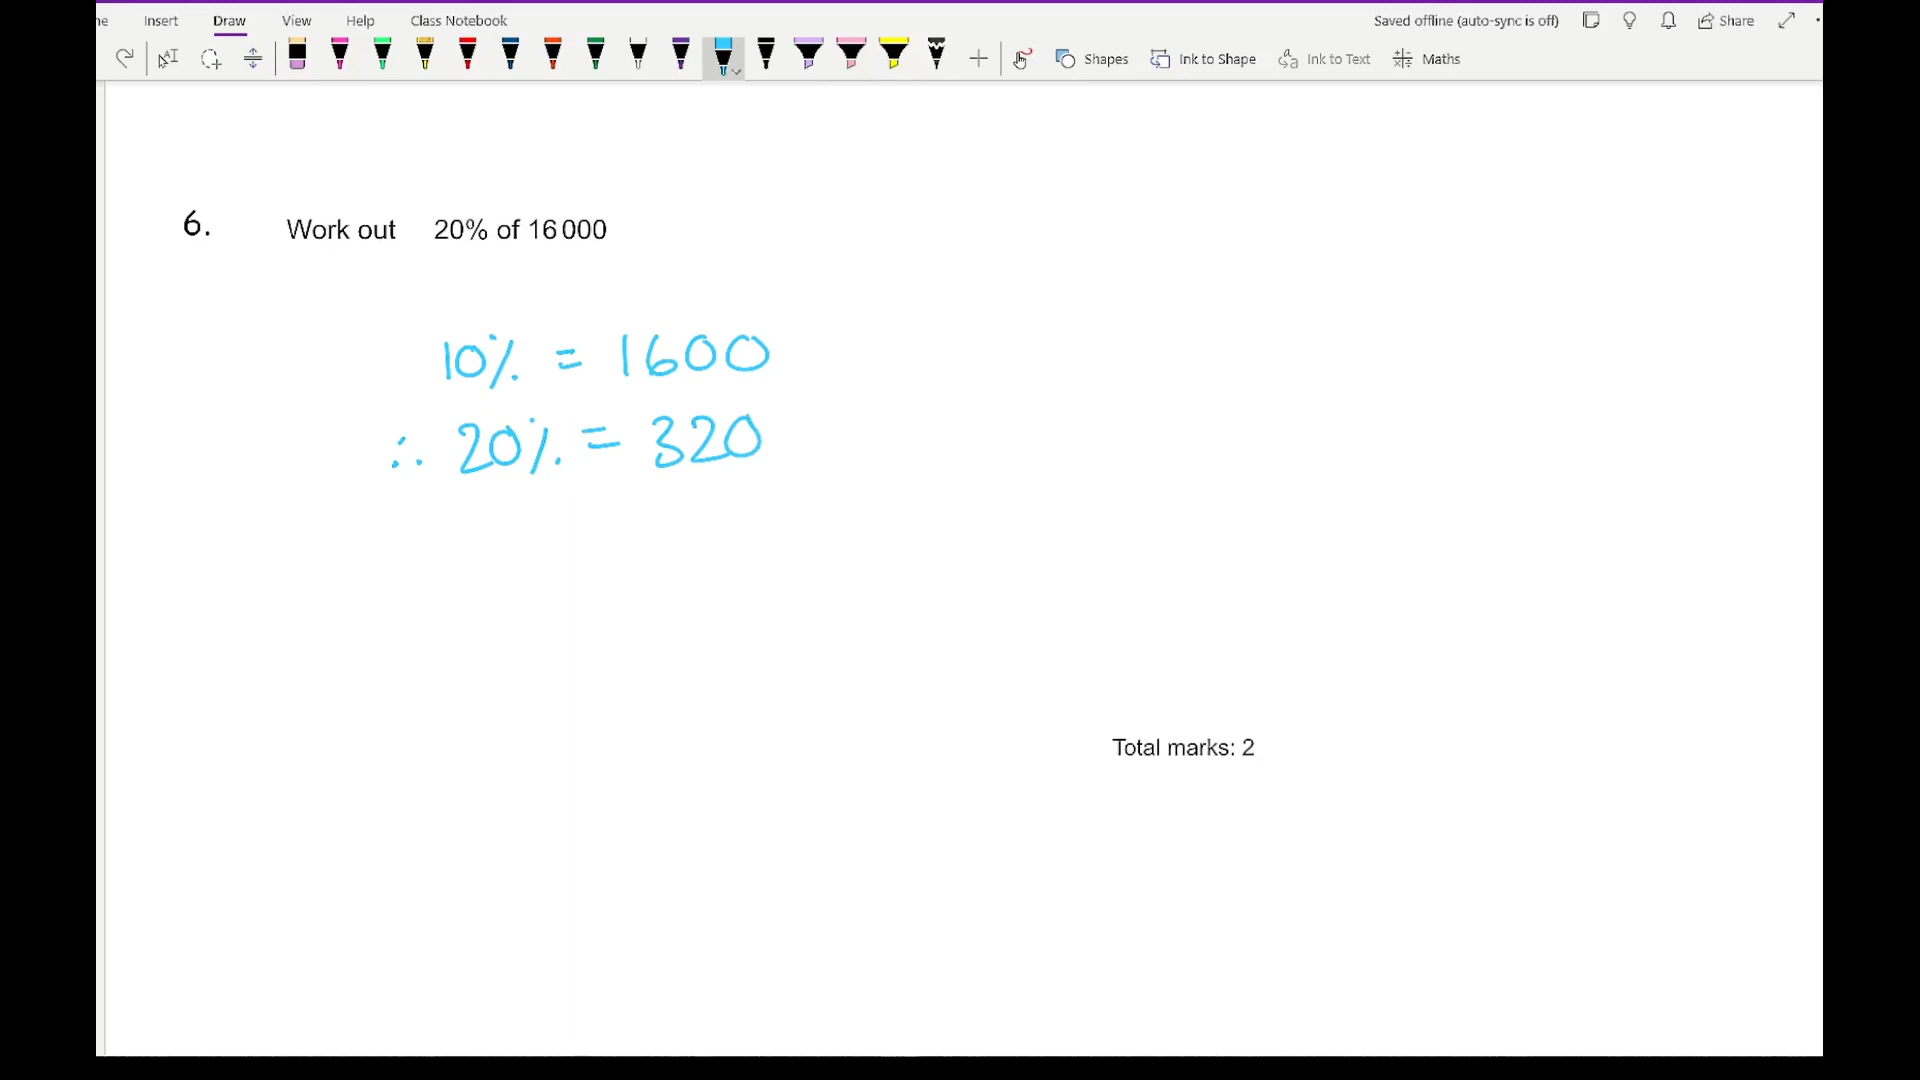 Insert Draw View Help Class Notebook Saved offline (auto-sync is off) Share
Shapes Ink to Shape Ink to Text Maths
6. Work out 20% of 16 000
10% = 1600
∴ 20% = 320
Total marks: 2